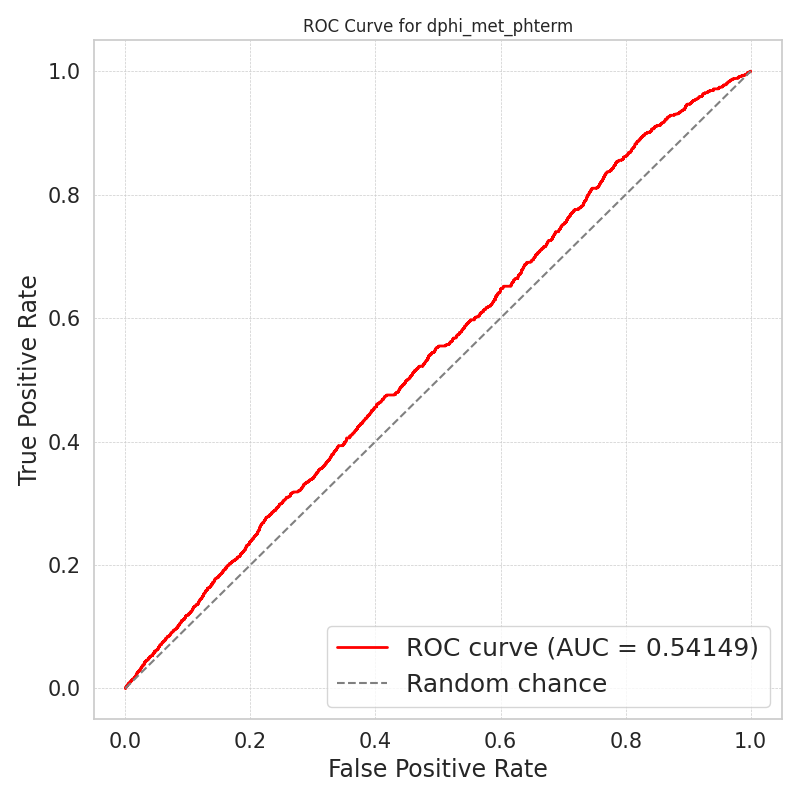 ROC Curve for dphi_met_phterm
True Positive Rate
1.0
0.8
0.6
0.4
0.2
0.0
ROC curve (AUC = 0.54149)
Random chance
0.0 0.2 0.4 0.6 0.8 1.0
False Positive Rate